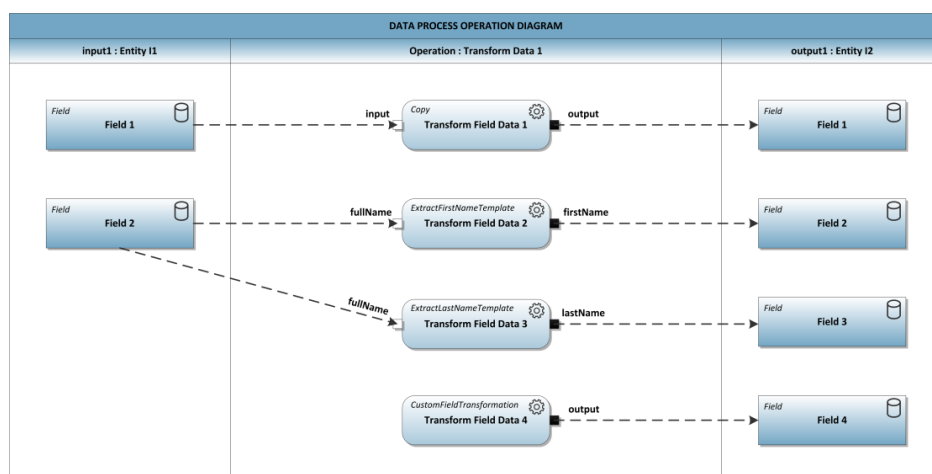 DATA PROCESS OPERATION DIAGRAM
input1 : Entity I1
Operation : Transform Data 1
output1 : Entity I2
Field
Field 1
input
Copy
Transform Field Data 1
output
Field
Field 1
Field
Field 2
fullName
ExtractFirstNameTemplate
Transform Field Data 2
firstName
Field
Field 2
fullName
ExtractLastNameTemplate
Transform Field Data 3
lastName
Field
Field 3
CustomFieldTransformation
Transform Field Data 4
output
Field
Field 4